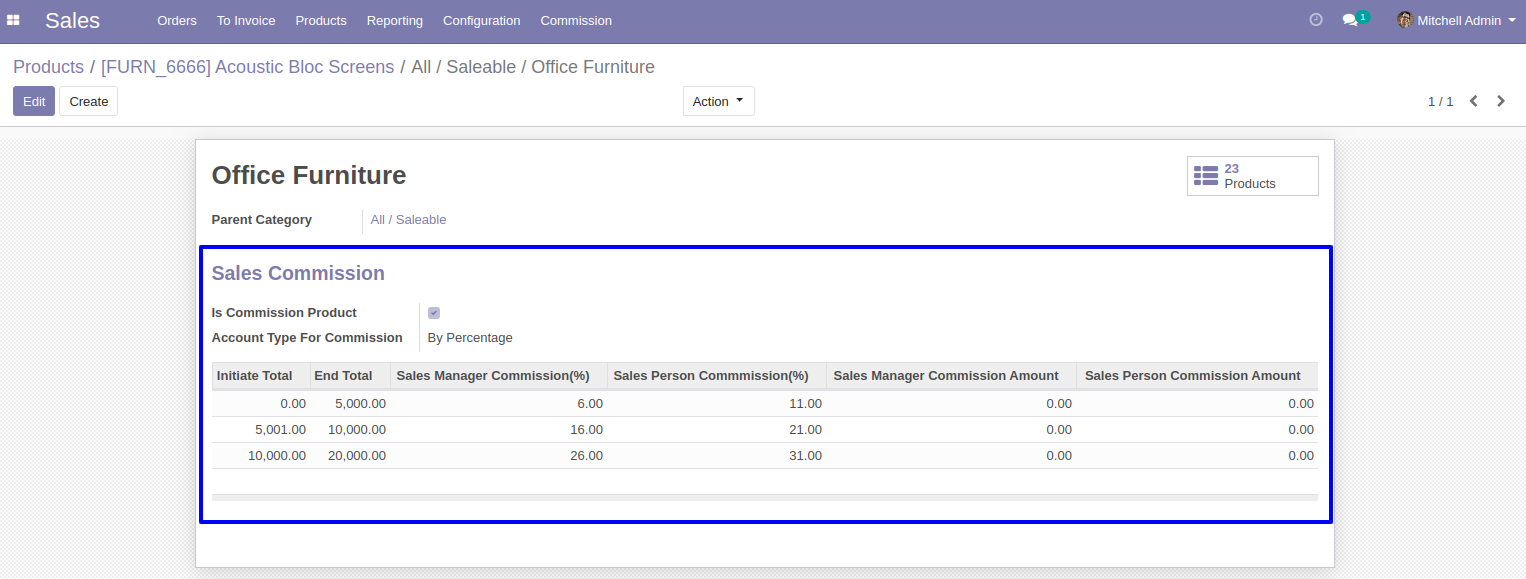 Sales Orders To Invoice Products Reporting Configuration Commission 1 Mitchell Admin
Products / [FURN_6666] Acoustic Bloc Screens / All / Saleable / Office Furniture
Edit Create Action 1 / 1
Office Furniture
23
Products
Parent Category All / Saleable
Sales Commission
Is Commission Product
Account Type For Commission By Percentage
Initiate Total End Total Sales Manager Commission(%) Sales Person Commmission(%) Sales Manager Commission Amount Sales Person Commission Amount
0.00 5,000.00 6.00 11.00 0.00 0.00
5,001.00 10,000.00 16.00 21.00 0.00 0.00
10,000.00 20,000.00 26.00 31.00 0.00 0.00